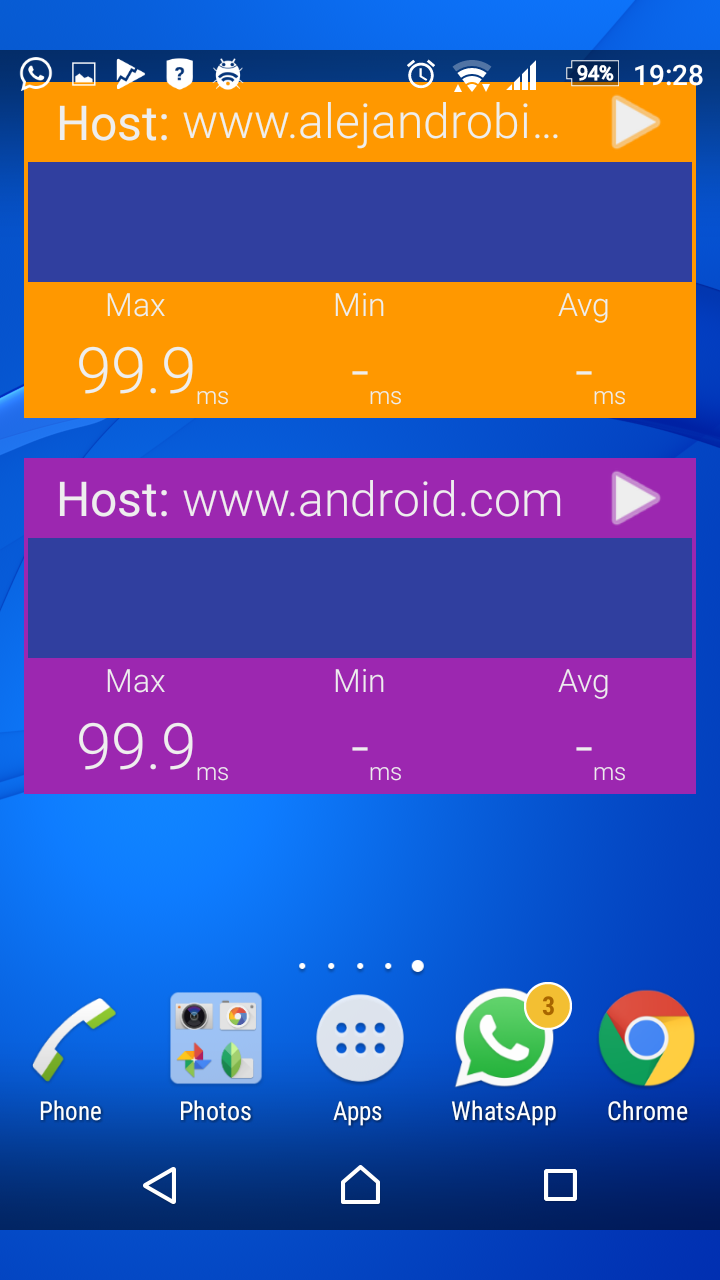 94% 19:28
Host: www.alejandrobi...
Max Min Avg
99.9 ms - ms - ms
Host: www.android.com
Max Min Avg
99.9 ms - ms - ms
3
Phone Photos Apps WhatsApp Chrome